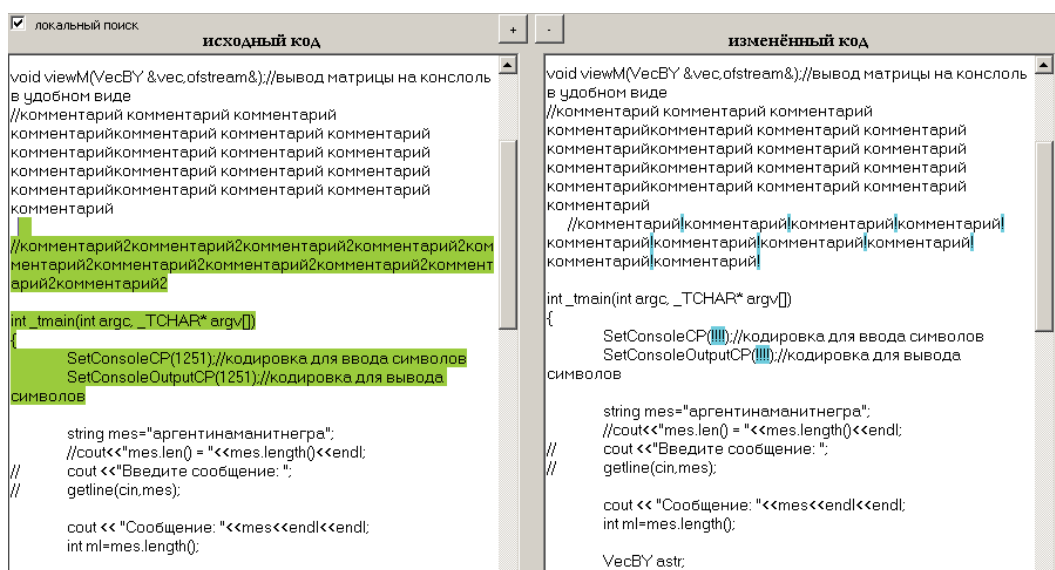 локальный поиск
исходный код
+
-
изменённый код
void viewM(VecBY &vec,ofstream&);//вывод матрицы на конслоль
в удобном виде
//комментарий комментарий комментарий
комментарийкомментарий комментарий комментарий
комментарийкомментарий комментарий комментарий
комментарийкомментарий комментарий комментарий
комментарийкомментарий комментарий комментарий
комментарий
//комментарий2комментарий2комментарий2комментарий2ком
ментарий2комментарий2комментарий2комментарий2коммент
арий2комментарий2
int _tmain(int argc, _TCHAR* argv[])
{
SetConsoleCP(1251);//кодировка для ввода символов
SetConsoleOutputCP(1251);//кодировка для вывода
символов
string mes="аргентинаманитнегра";
//cout<<"mes.len() = "<<mes.length()<<endl;
// cout <<"Введите сообщение: ";
// getline(cin,mes);
cout << "Сообщение: "<<mes<<endl<<endl;
int ml=mes.length();
void viewM(VecBY &vec,ofstream&);//вывод матрицы на конслоль
в удобном виде
//комментарий комментарий комментарий
комментарийкомментарий комментарий комментарий
комментарийкомментарий комментарий комментарий
комментарийкомментарий комментарий комментарий
комментарийкомментарий комментарий комментарий
комментарий
//комментарий!комментарий!комментарий!комментарий!
комментарий!комментарий!комментарий!комментарий!
комментарий!комментарий!
int _tmain(int argc, _TCHAR* argv[])
{
SetConsoleCP(!!!!);//кодировка для ввода символов
SetConsoleOutputCP(!!!!);//кодировка для вывода
символов
string mes="аргентинаманитнегра";
//cout<<"mes.len() = "<<mes.length()<<endl;
// cout <<"Введите сообщение: ";
// getline(cin,mes);
cout << "Сообщение: "<<mes<<endl<<endl;
int ml=mes.length();
VecBY astr;